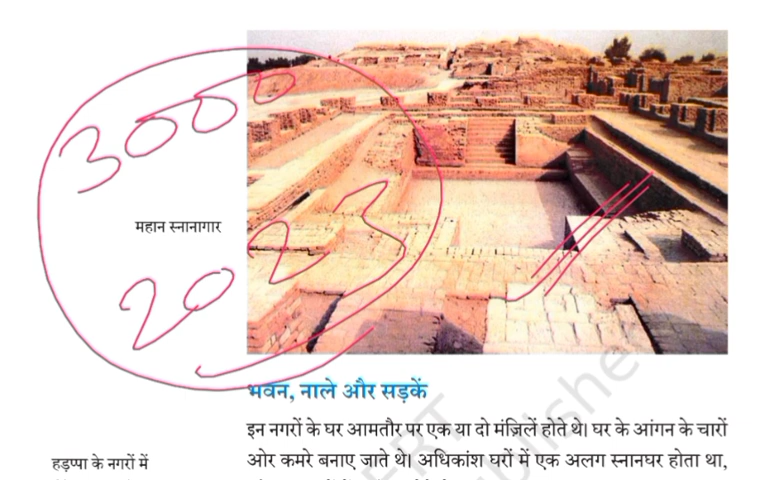 3000
महान स्नानागार
2023
भवन, नाले और सड़कें
इन नगरों के घर आमतौर पर एक या दो मंज़िलें होते थे। घर के आंगन के चारों
ओर कमरे बनाए जाते थे। अधिकांश घरों में एक अलग स्नानघर होता था,
हड़प्पा के नगरों में